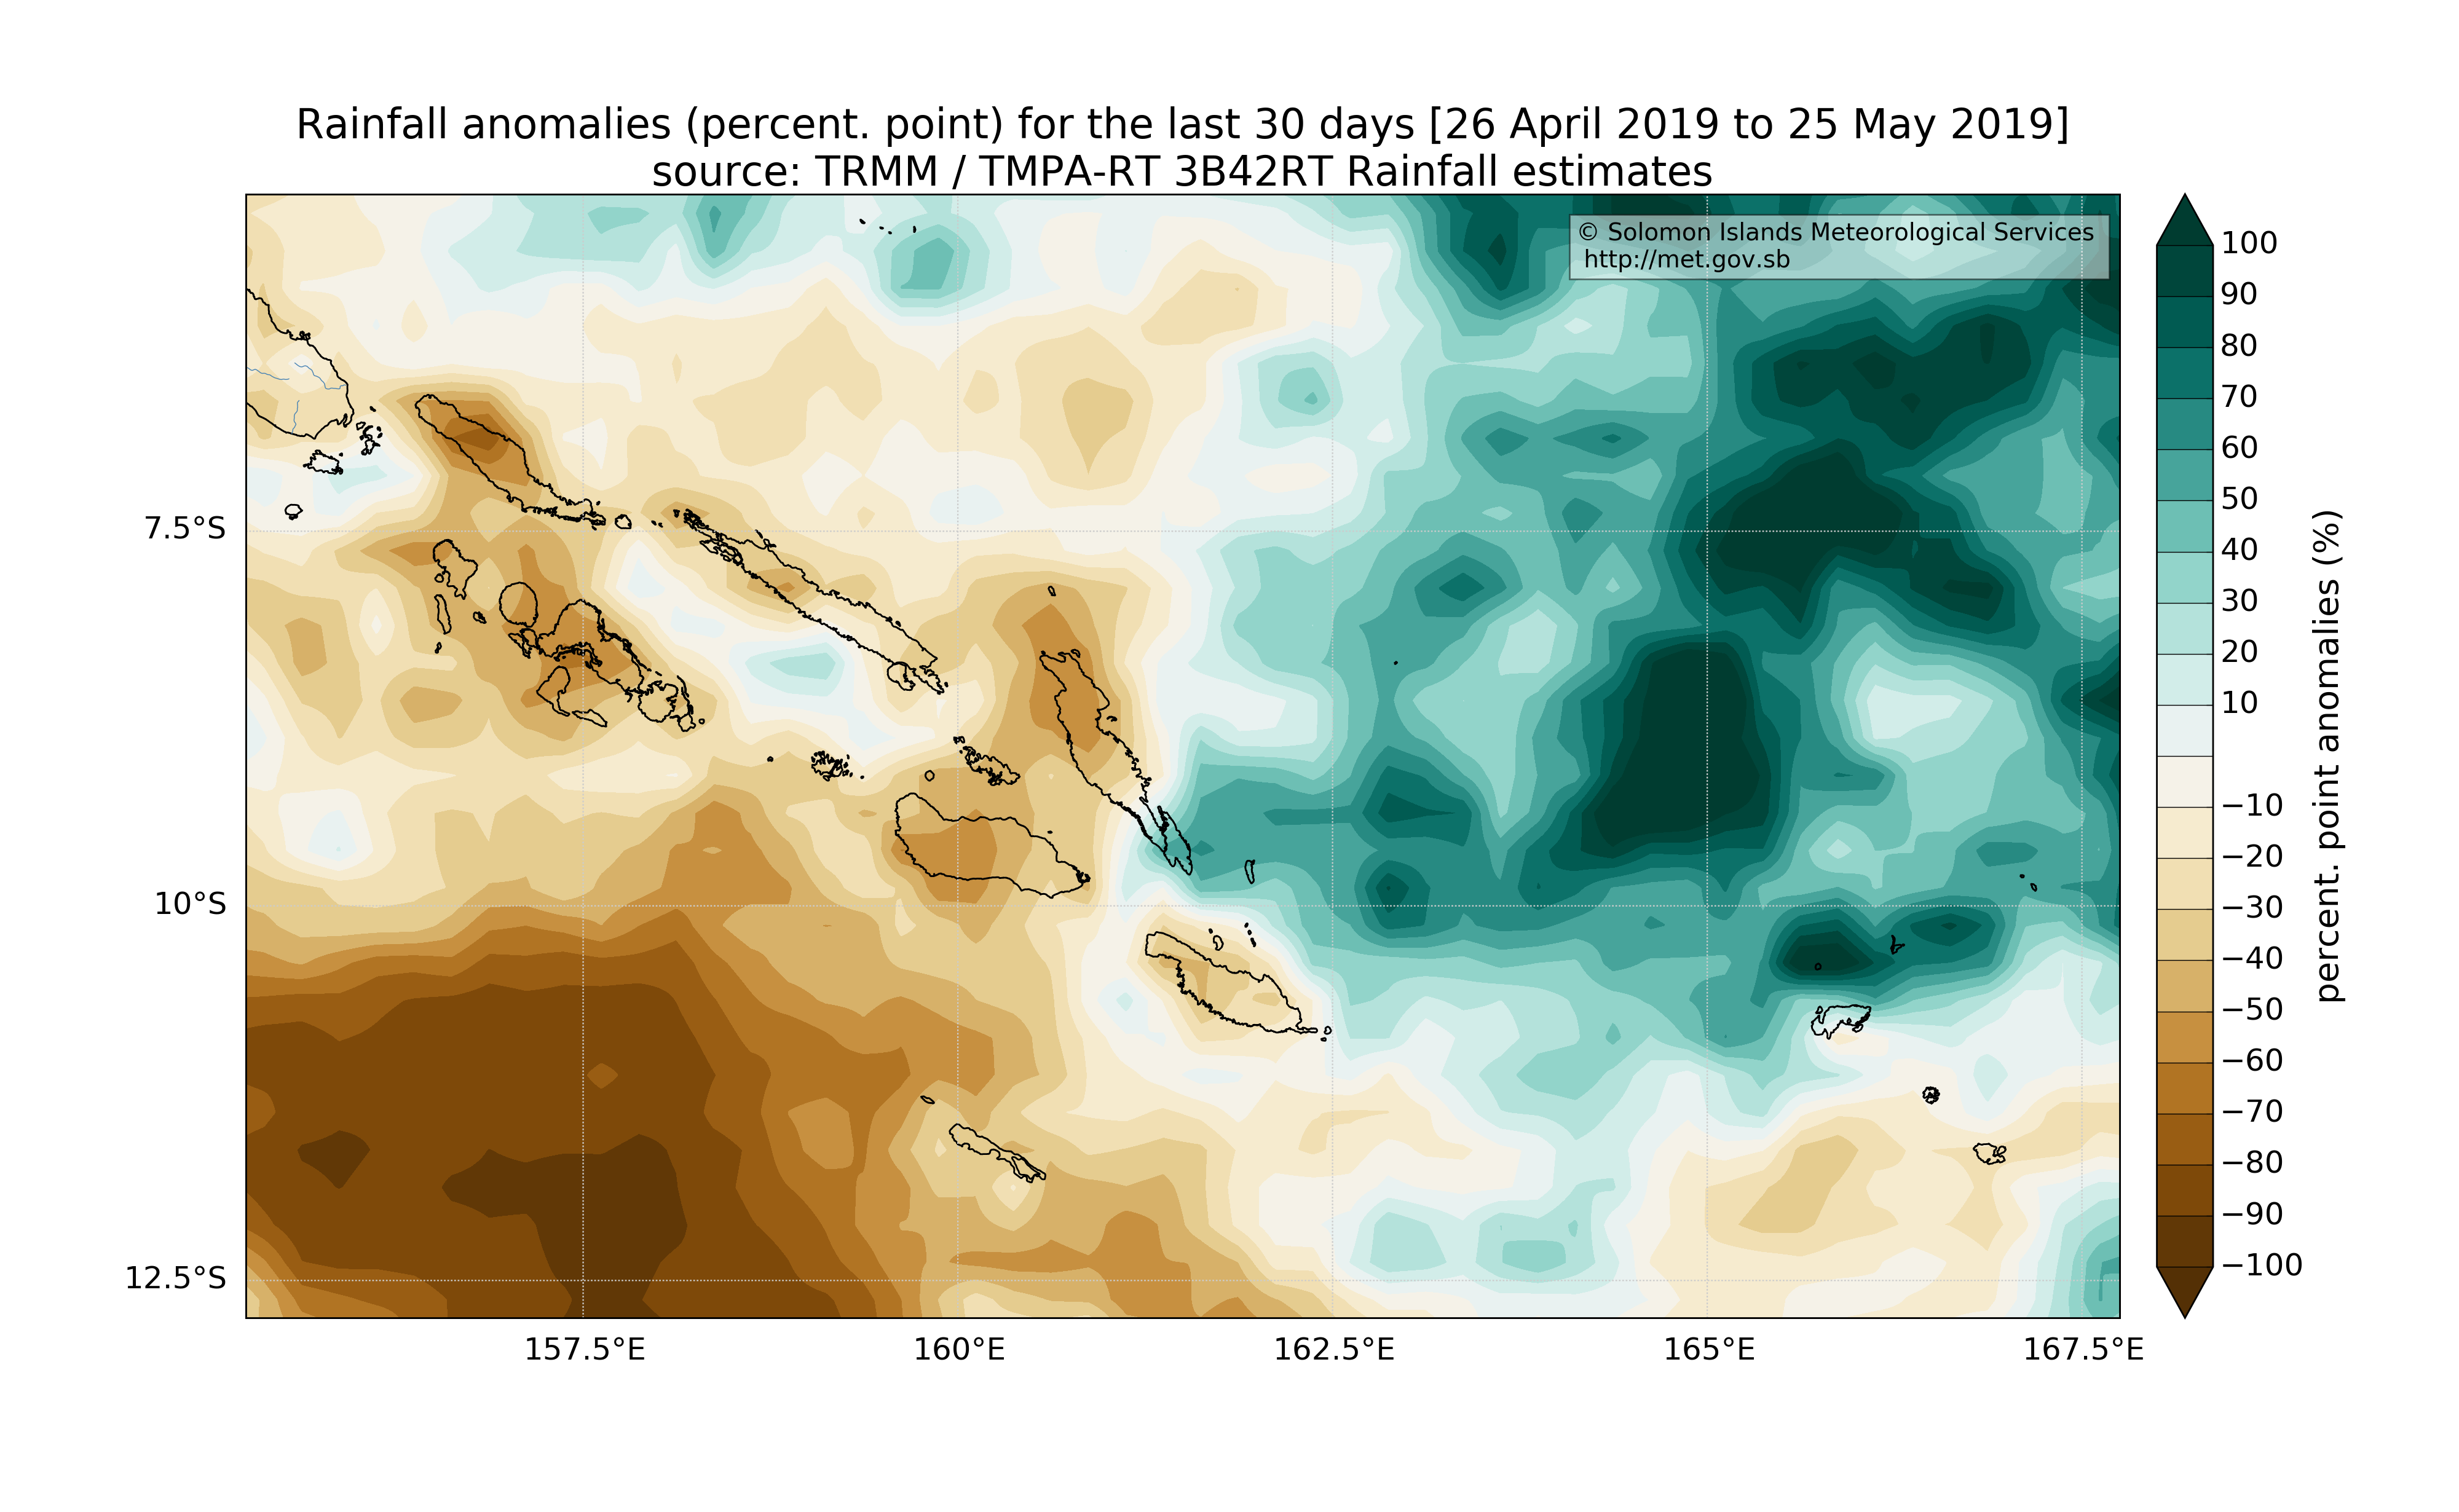 Rainfall anomalies (percent. point) for the last 30 days [26 April 2019 to 25 May 2019]
source: TRMM / TMPA-RT 3B42RT Rainfall estimates
© Solomon Islands Meteorological Services
http://met.gov.sb
7.5°S
10°S
12.5°S
157.5°E
160°E
162.5°E
165°E
167.5°E
100
90
80
70
60
50
40
30
20
10
−10
−20
−30
−40
−50
−60
−70
−80
−90
−100
percent. point anomalies (%)